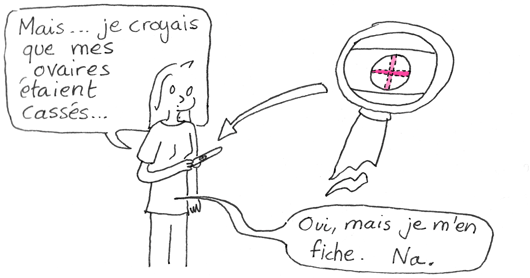 Mais... je croyais
que mes
ovaires
étaient
cassés...
Oui, mais je m'en
fiche. Na.